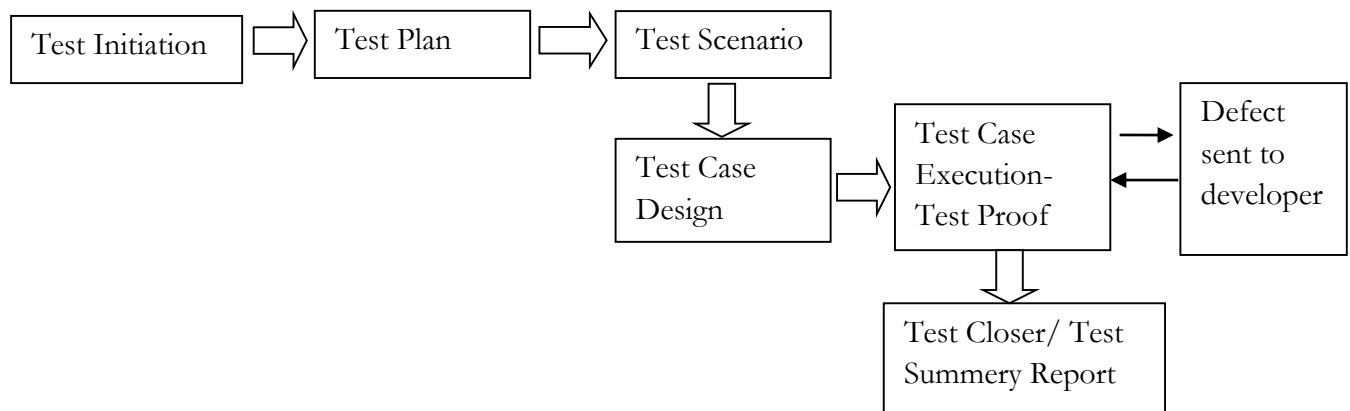 Test Initiation
Test Plan
Test Scenario
Test Case
Design
Test Case
Execution-
Test Proof
Defect
sent to
developer
Test Closer/ Test
Summery Report